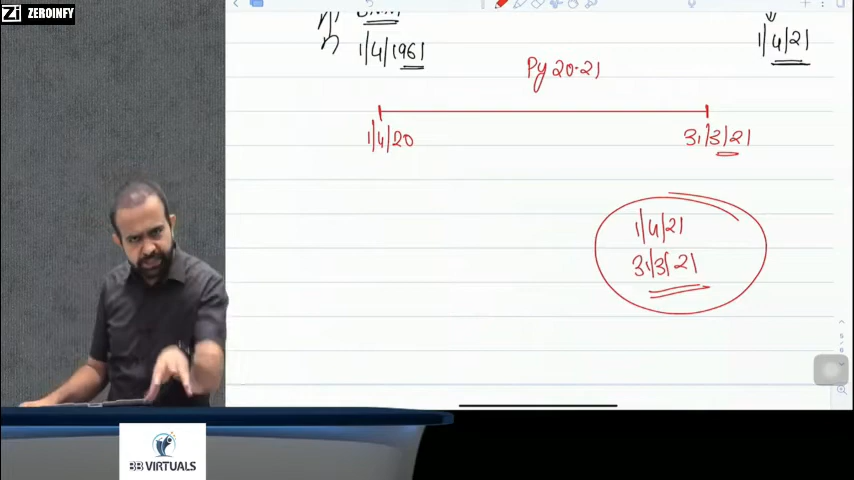 Zi ZEROINFY
1/4/1961
1/4/21
Py 20-21
1/4/20
31/3/21
1/4/21
31/3/21
BB VIRTUALS